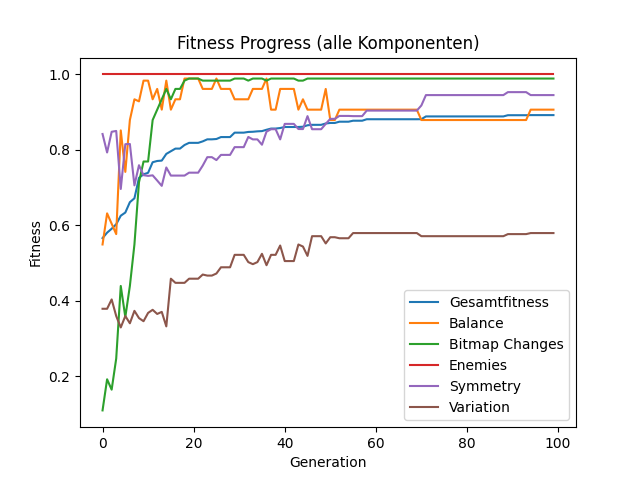 Fitness Progress (alle Komponenten)
Fitness
1.0
0.8
0.6
0.4
0.2
0
20
40
60
80
100
Generation
Gesamtfitness
Balance
Bitmap Changes
Enemies
Symmetry
Variation